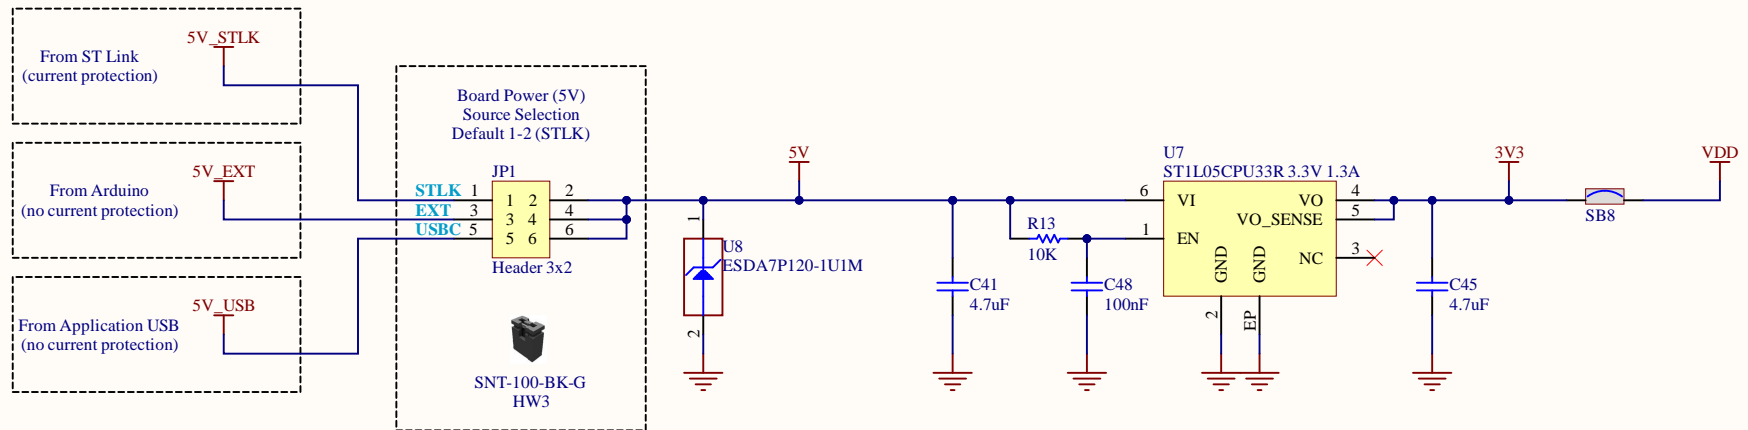 5V_STLK
From ST Link
(current protection)
5V_EXT
From Arduino
(no current protection)
5V_USB
From Application USB
(no current protection)
Board Power (5V)
Source Selection
Default 1-2 (STLK)
JP1
STLK 1 1 2 2
EXT 3 3 4 4
USBC 5 5 6 6
Header 3x2
SNT-100-BK-G
HW3
5V
1
U8
ESDA7P120-1U1M
2
C41
4.7uF
R13
10K
C48
100nF
U7
ST1L05CPU33R 3.3V 1.3A
6 VI VO 4
VO_SENSE 5
1 EN
GND GND
NC 3
2 EP
C45
4.7uF
3V3
SB8
VDD